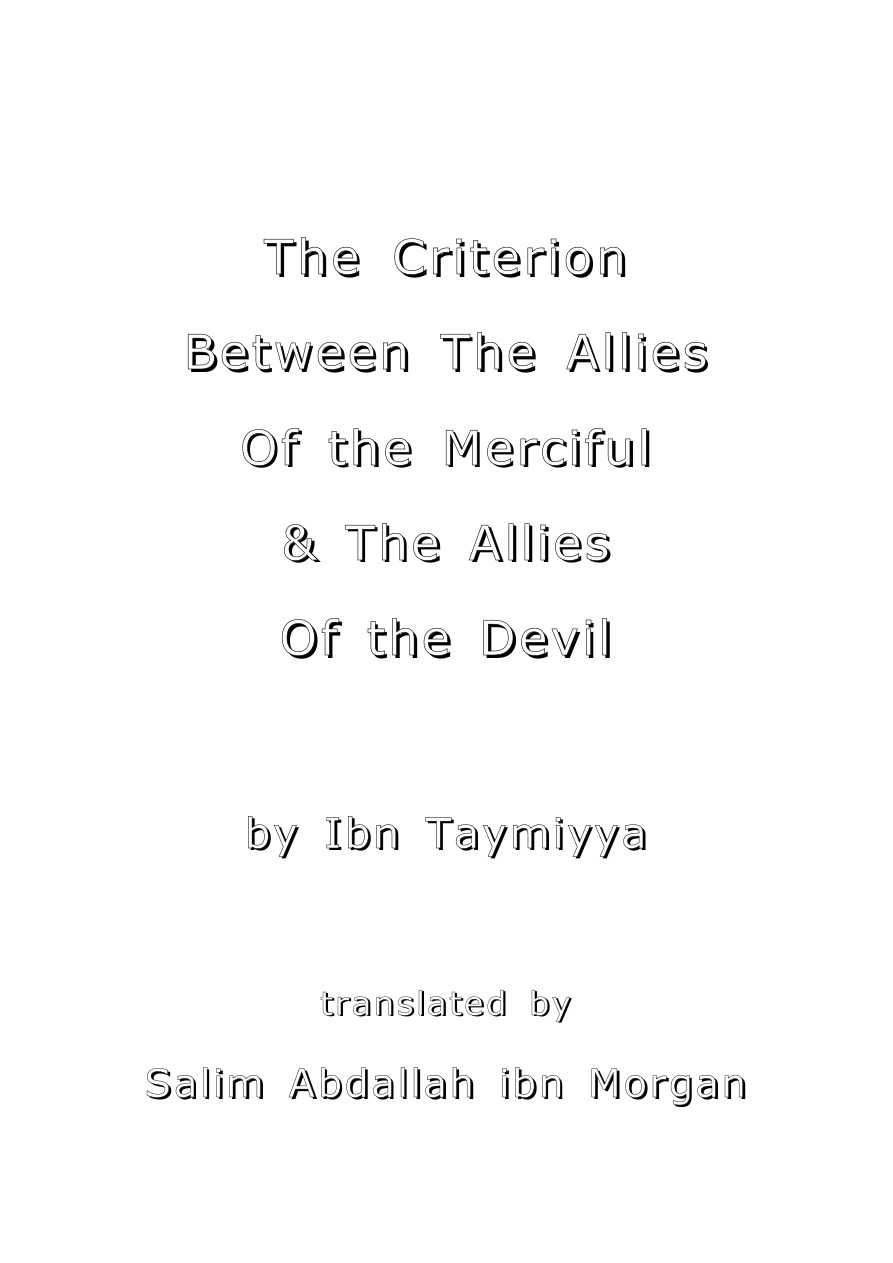 The Criterion
Between The Allies
Of the Merciful
& The Allies
Of the Devil
by Ibn Taymiyya
translated by
Salim Abdallah ibn Morgan